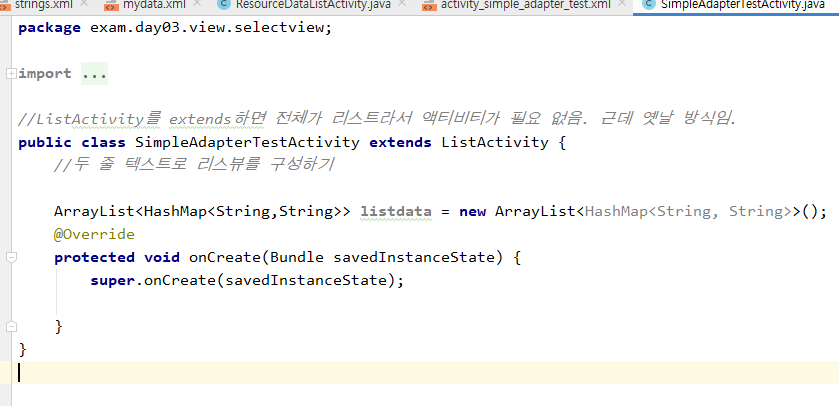 strings.xml mydata.xml ResourceDataListActivity.java activity_simple_adapter_test.xml SimpleAdapterTestActivity.java
package exam.day03.view.selectview;
import ...
//ListActivity를 extends하면 전체가 리스트라서 액티비티가 필요 없음. 근데 옛날 방식임.
public class SimpleAdapterTestActivity extends ListActivity {
//두 줄 텍스트로 리스뷰를 구성하기
ArrayList<HashMap<String,String>> listdata = new ArrayList<HashMap<String, String>>();
@Override
protected void onCreate(Bundle savedInstanceState) {
super.onCreate(savedInstanceState);
}
}